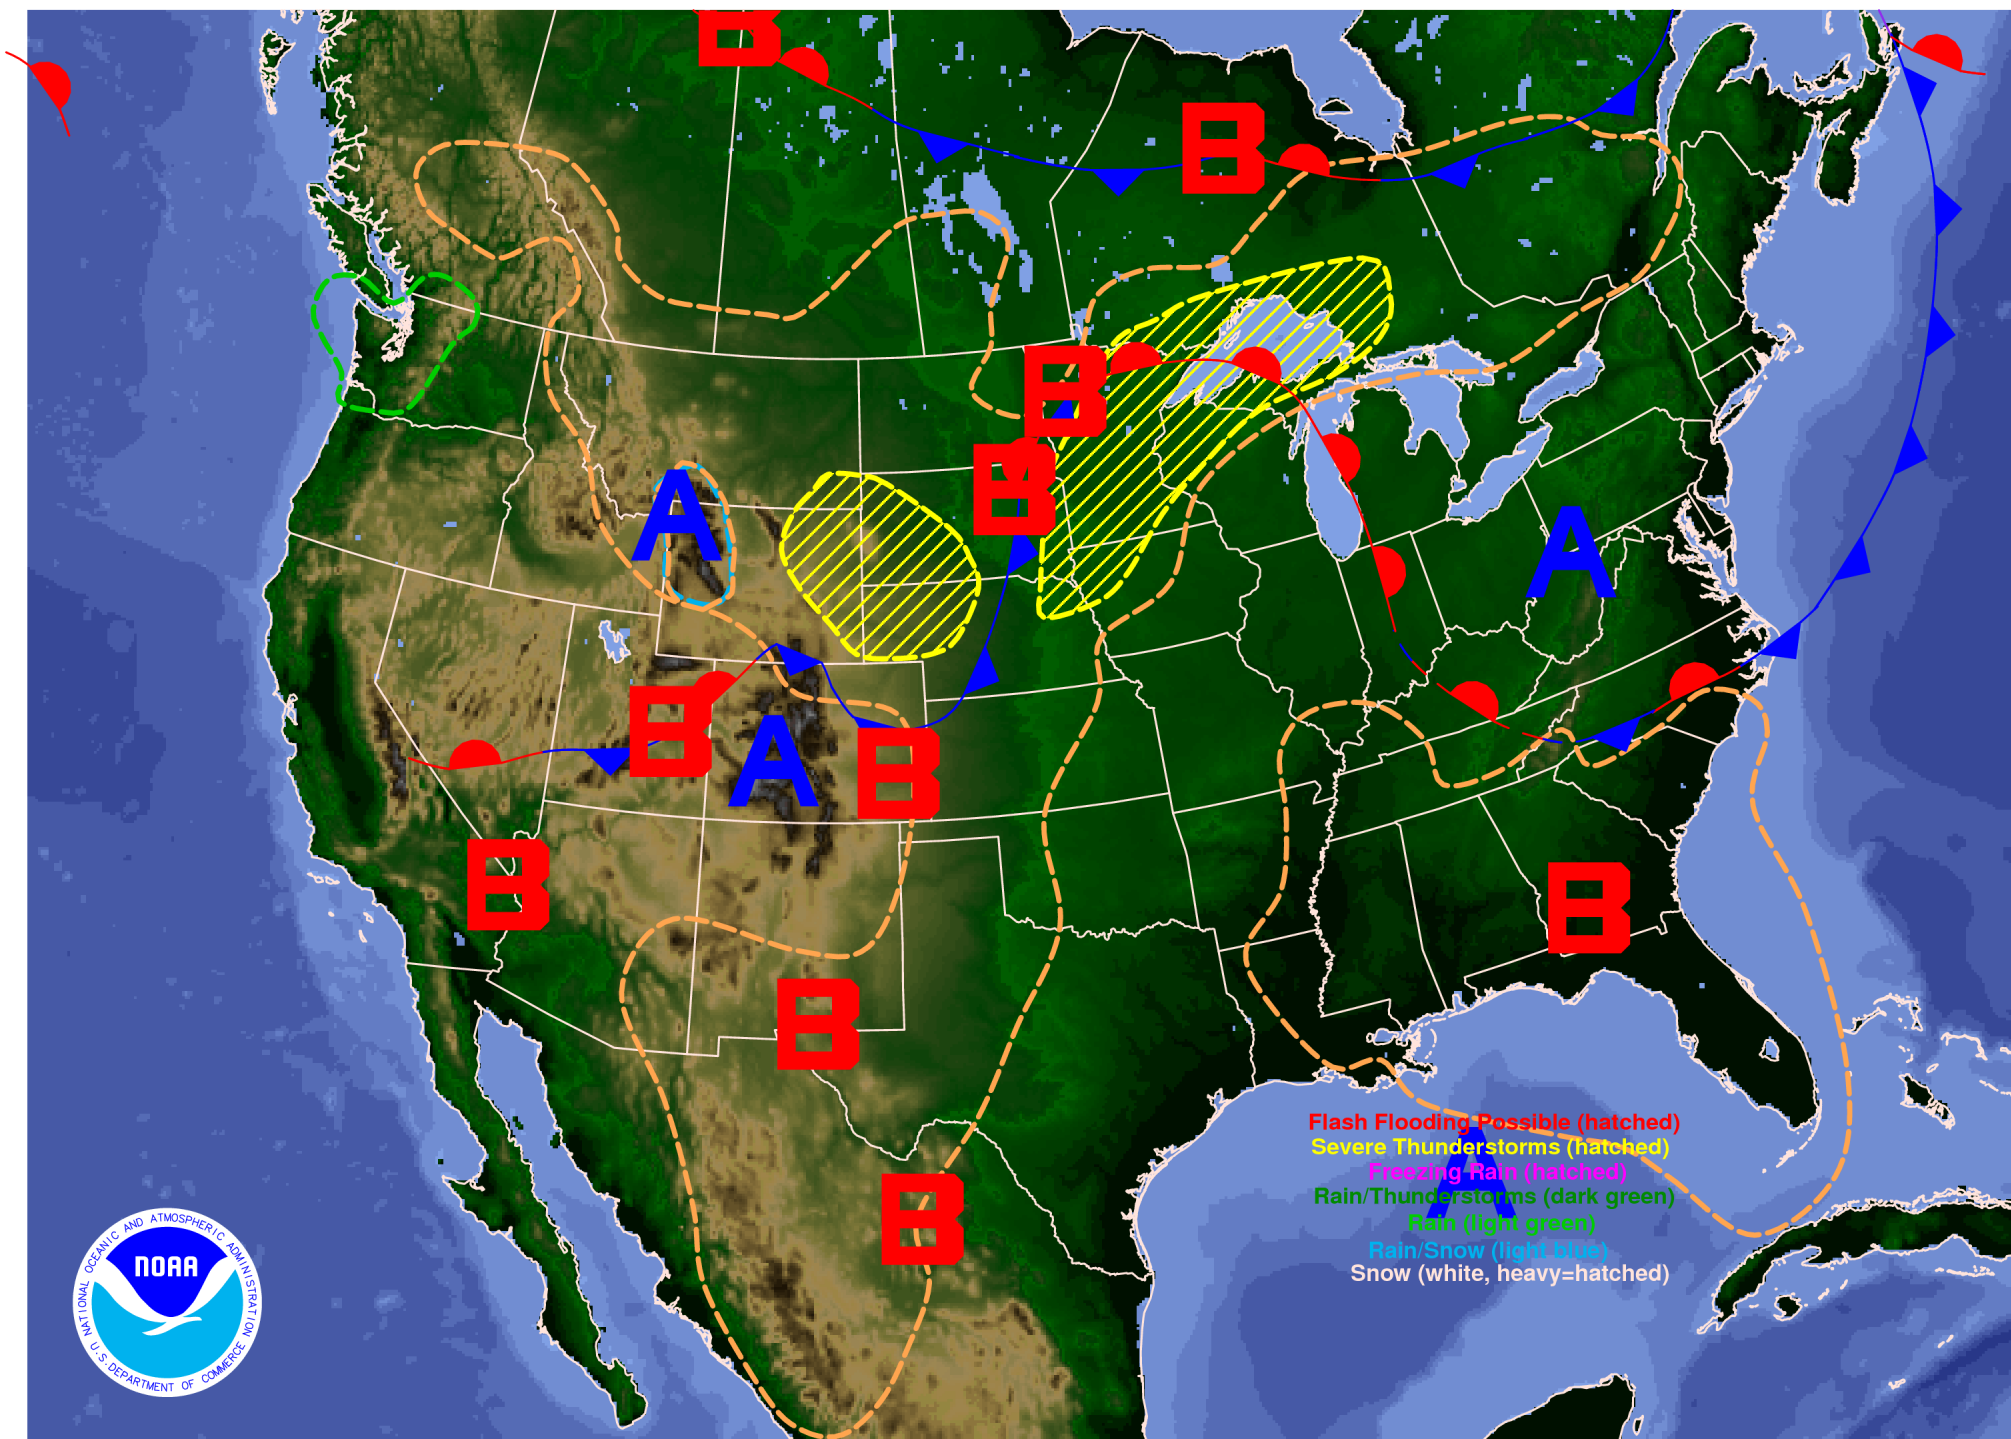 B
B
B
B
A
B
A
B
A
B
B
B
B
A
B
Flash Flooding Possible (hatched)
Severe Thunderstorms (hatched)
Freezing Rain (hatched)
Rain/Thunderstorms (dark green)
Rain (light green)
Rain/Snow (light blue)
Snow (white, heavy=hatched)
NATIONAL OCEANIC AND ATMOSPHERIC ADMINISTRATION
NOAA
U.S. DEPARTMENT OF COMMERCE